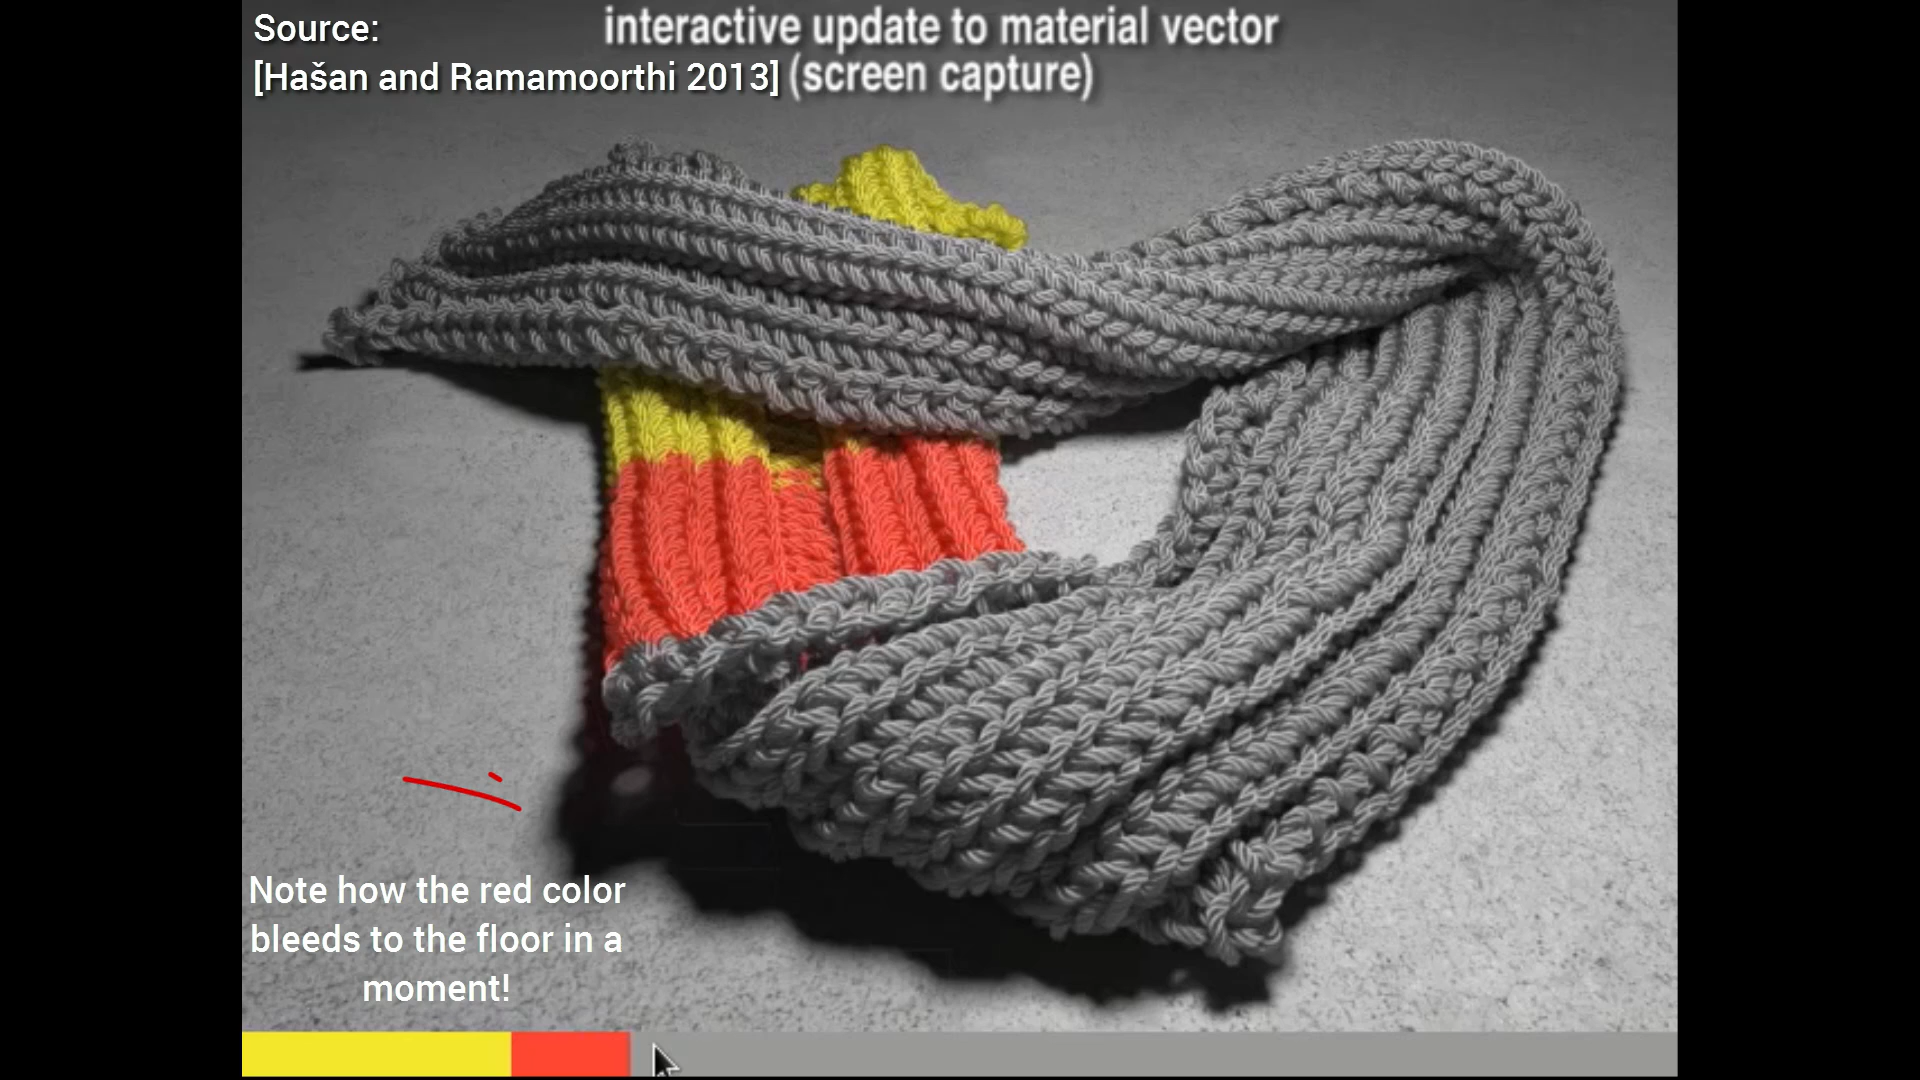 Source:
interactive update to material vector
[Hašan and Ramamoorthi 2013] (screen capture)
Note how the red color
bleeds to the floor in a
moment!